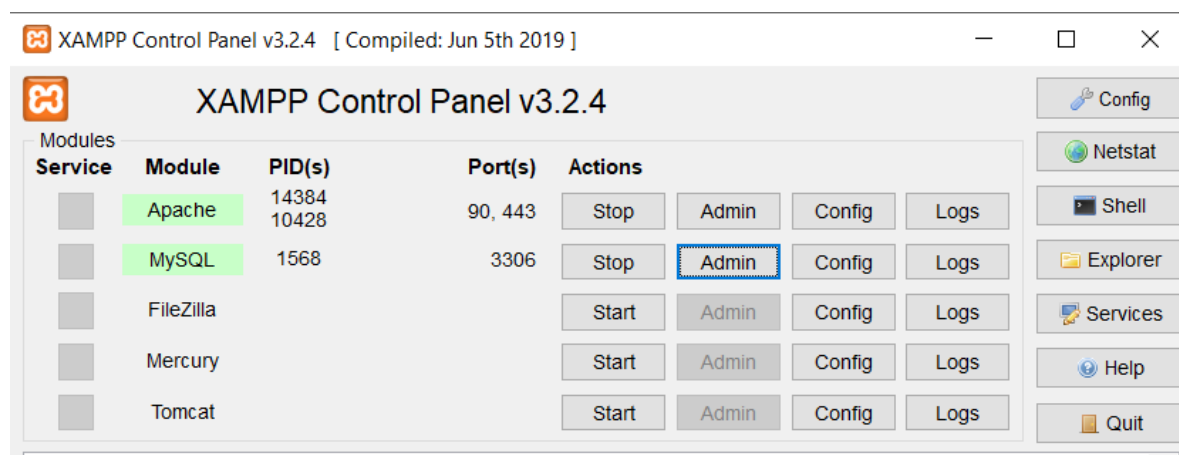 XAMPP Control Panel v3.2.4 [ Compiled: Jun 5th 2019 ]
XAMPP Control Panel v3.2.4
Config
Modules
Service Module PID(s) Port(s) Actions
Netstat
Apache 14384 10428 90, 443 Stop Admin Config Logs
Shell
MySQL 1568 3306 Stop Admin Config Logs
Explorer
FileZilla Start Admin Config Logs
Services
Mercury Start Admin Config Logs
Help
Tomcat Start Admin Config Logs
Quit